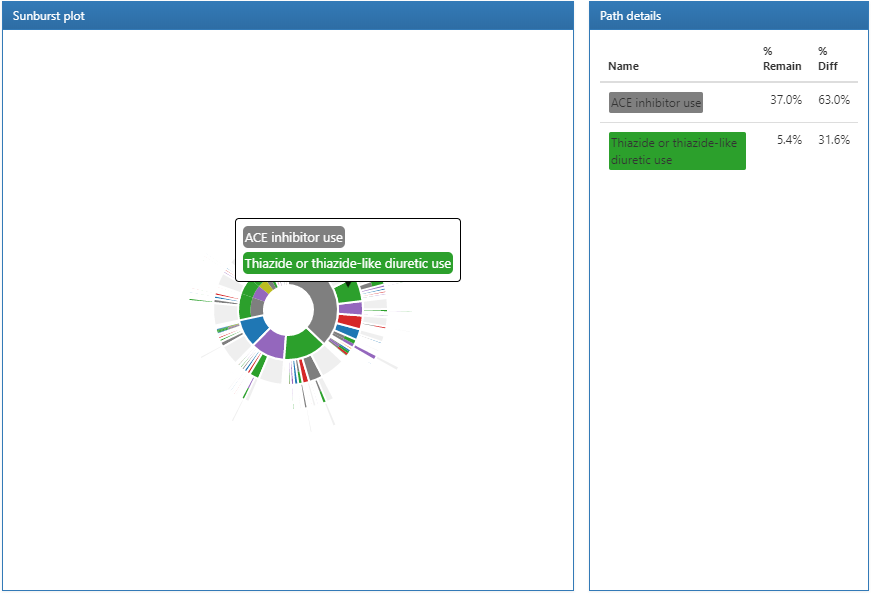 Sunburst plot
ACE inhibitor use
Thiazide or thiazide-like diuretic use
Path details
Name
%
Remain
%
Diff
ACE inhibitor use
37.0%
63.0%
Thiazide or thiazide-like
diuretic use
5.4%
31.6%